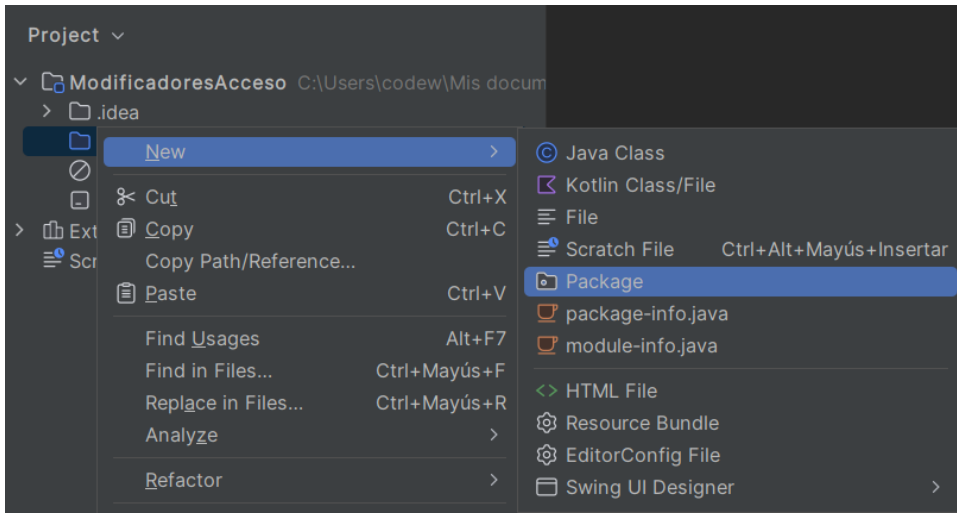 Project
ModificadoresAcceso C:\Users\codew\Mis docum
.idea
New
Cut Ctrl+X
Ext Copy Ctrl+C
Scr Copy Path/Reference...
Paste Ctrl+V
Find Usages Alt+F7
Find in Files... Ctrl+Mayús+F
Replace in Files... Ctrl+Mayús+R
Analyze
Refactor
Java Class
Kotlin Class/File
File
Scratch File Ctrl+Alt+Mayús+Insertar
Package
package-info.java
module-info.java
HTML File
Resource Bundle
EditorConfig File
Swing UI Designer